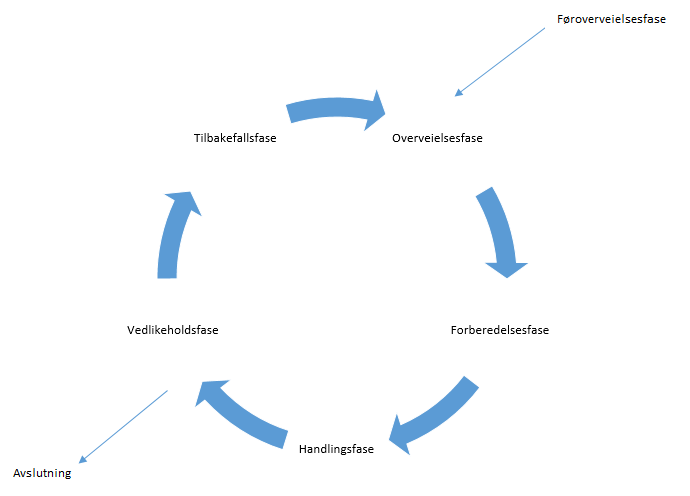 Føroverveielsesfase
Tilbakefallsfase
Overveielsesfase
Vedlikeholdsfase
Forberedelsesfase
Handlingsfase
Avslutning